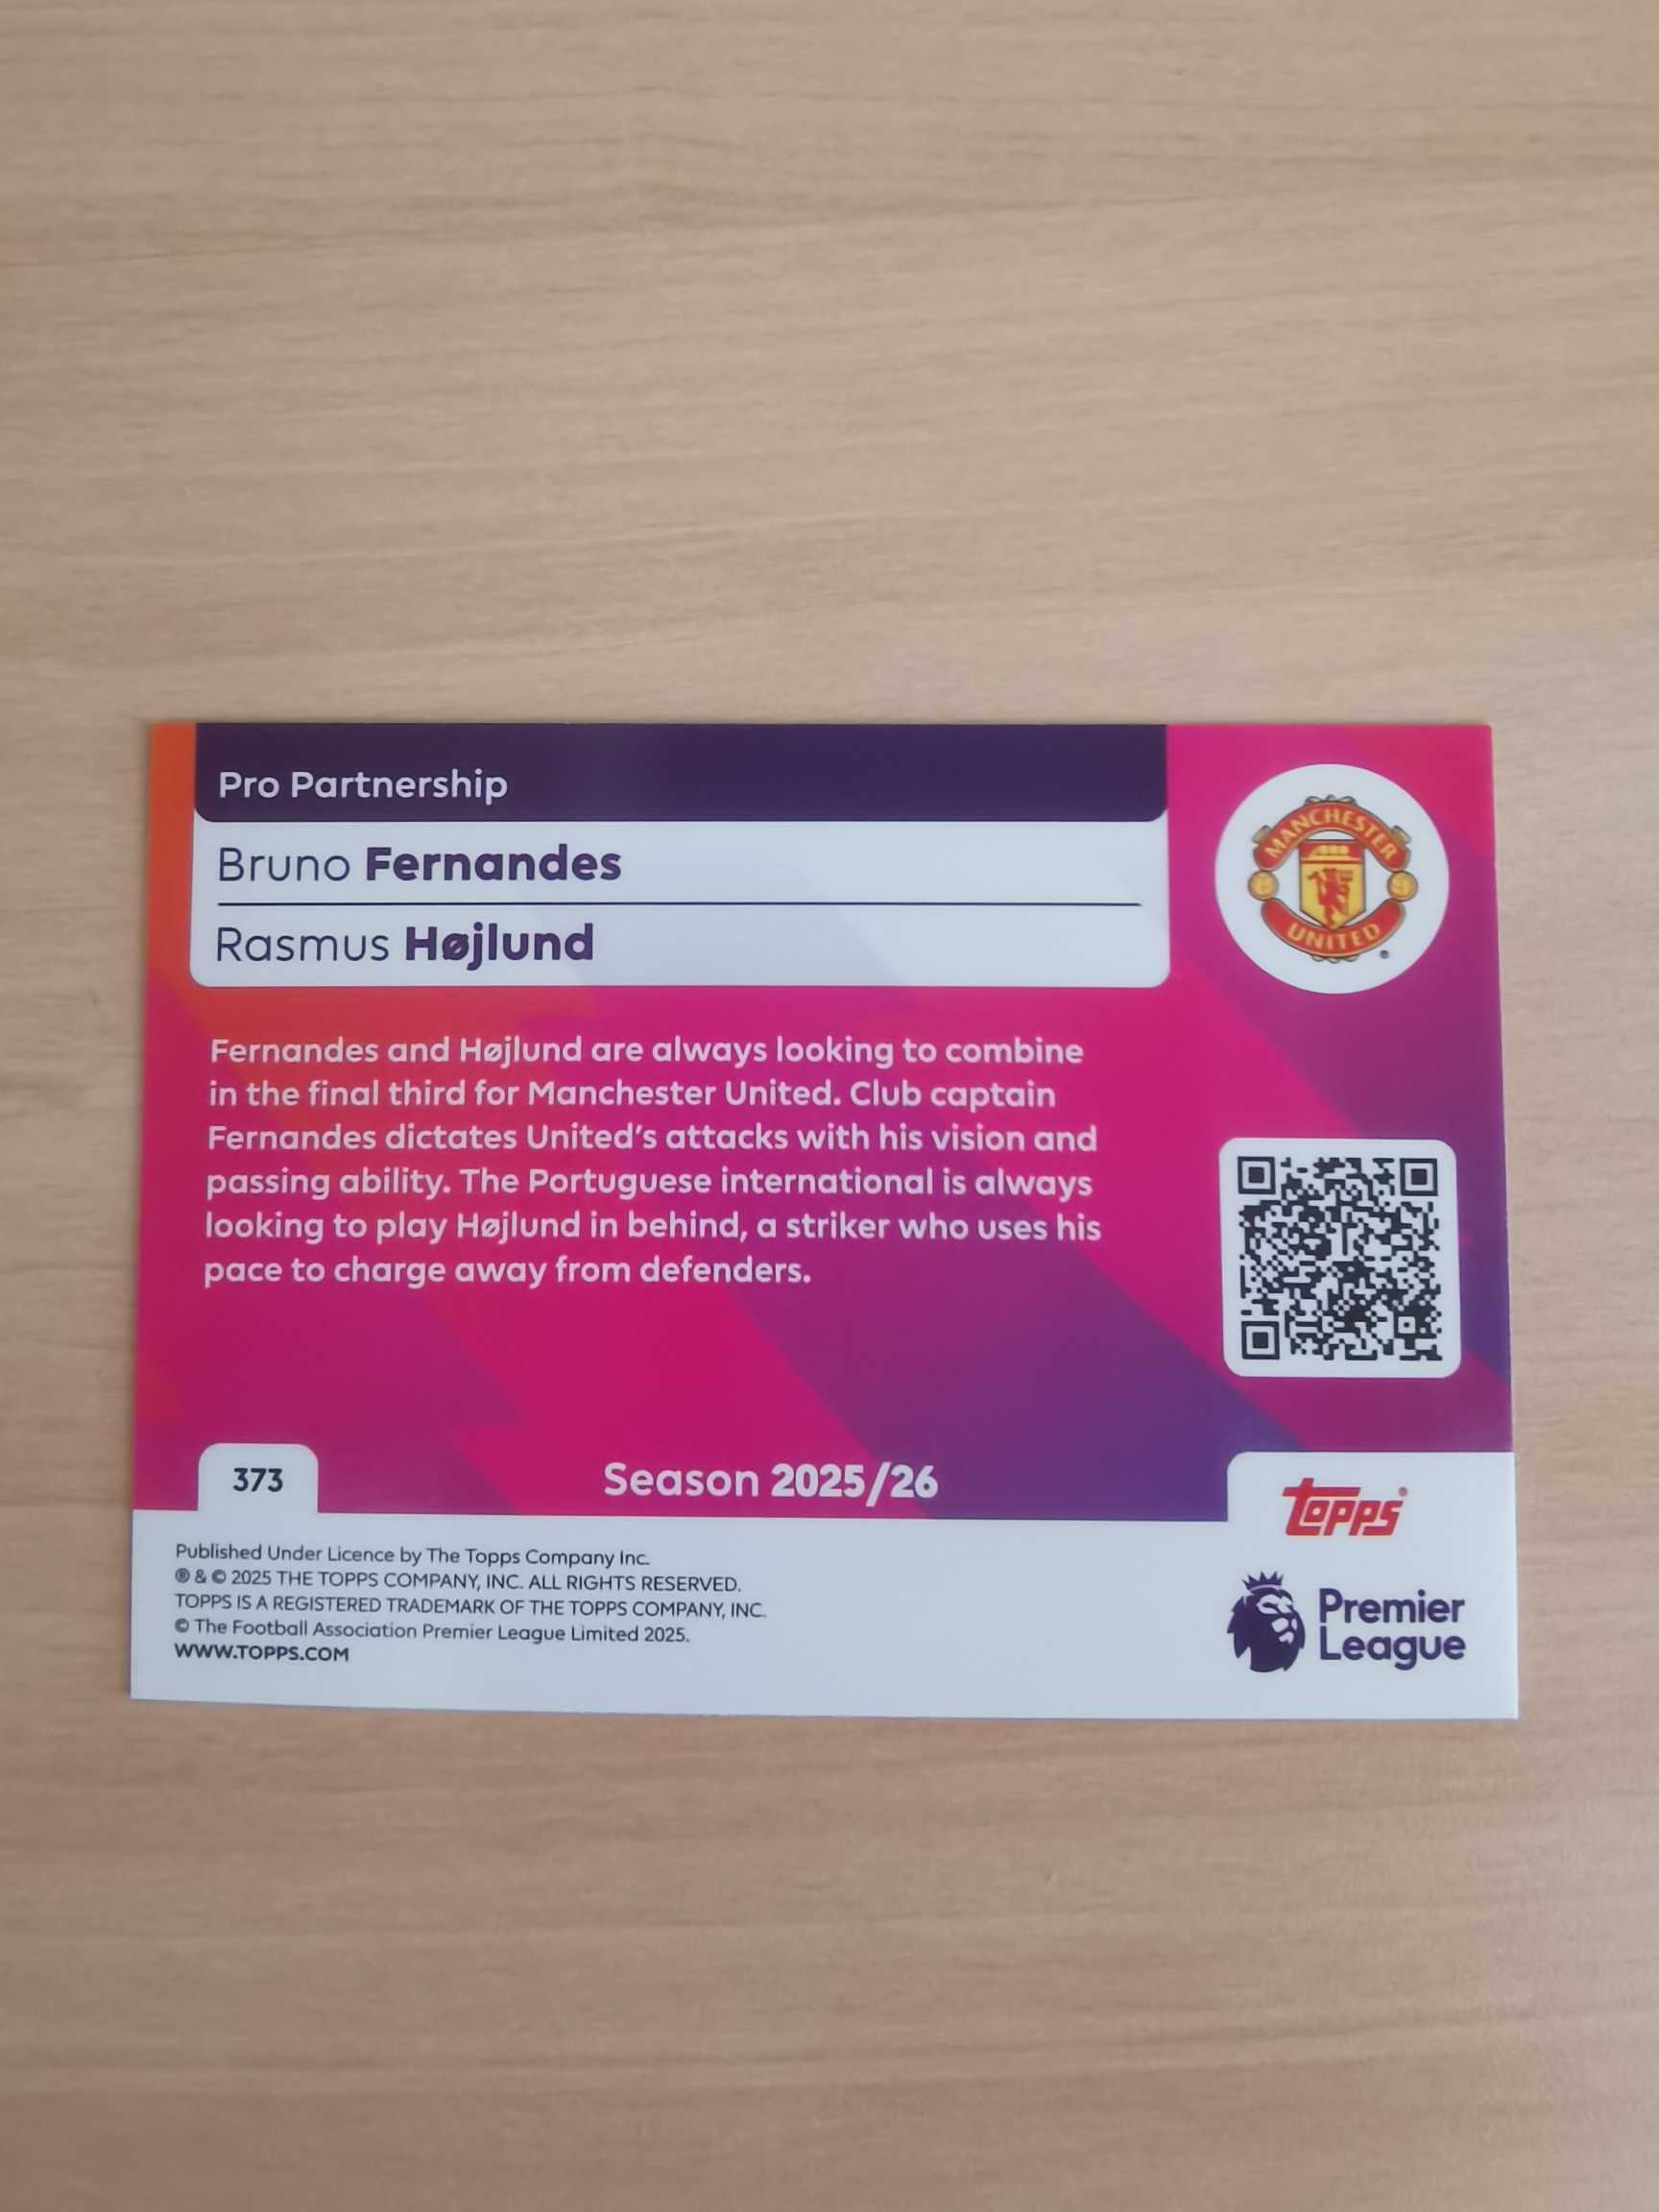 Pro Partnership
Bruno Fernandes
Rasmus Højlund
MANCHESTER
UNITED
Fernandes and Højlund are always looking to combine
in the final third for Manchester United. Club captain
Fernandes dictates United's attacks with his vision and
passing ability. The Portuguese international is always
looking to play Højlund in behind, a striker who uses his
pace to charge away from defenders.
373
Season 2025/26
Topps®
Published Under Licence by The Topps Company Inc.
® & © 2025 THE TOPPS COMPANY, INC. ALL RIGHTS RESERVED.
TOPPS IS A REGISTERED TRADEMARK OF THE TOPPS COMPANY, INC.
© The Football Association Premier League Limited 2025.
WWW.TOPPS.COM
Premier
League